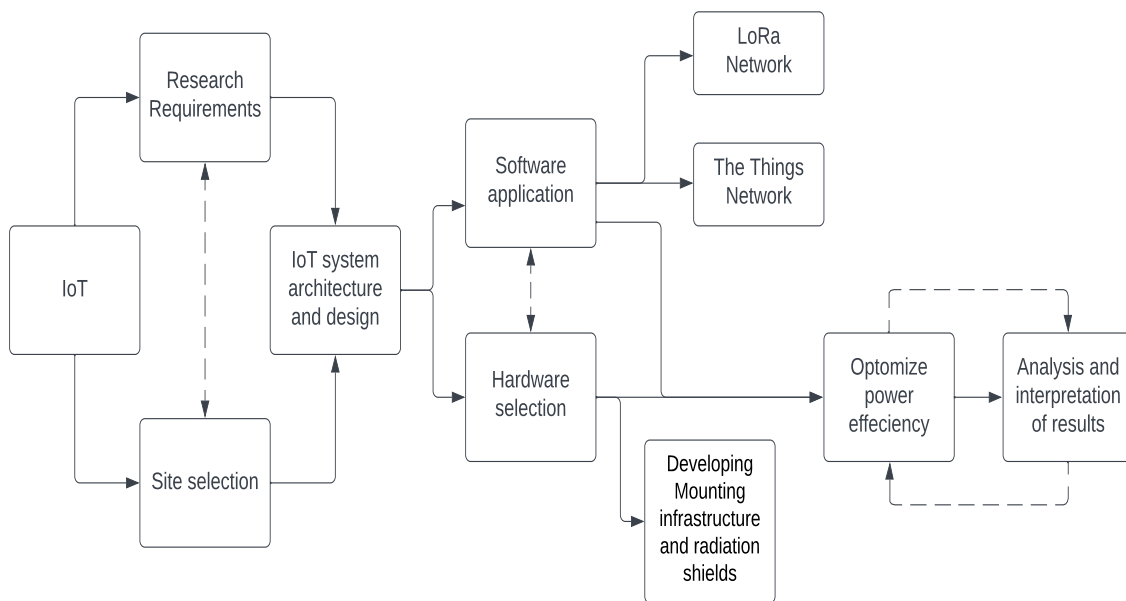 Research
Requirements
IoT
Site selection
IoT system
architecture
and design
Software
application
Hardware
selection
LoRa
Network
The Things
Network
Developing
Mounting
infrastructure
and radiation
shields
Optomize
power
effeciency
Analysis and
interpretation
of results